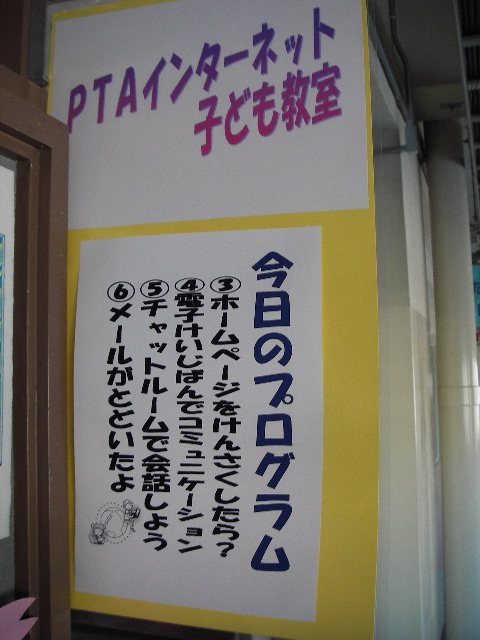 PTAインターネット
子ども教室
今日のプログラム
③ホームページをけんさくしたら?
④電子けいじばんでコミュニケーション
⑤チャットルームで会話しよう
⑥メールがとどいたよ